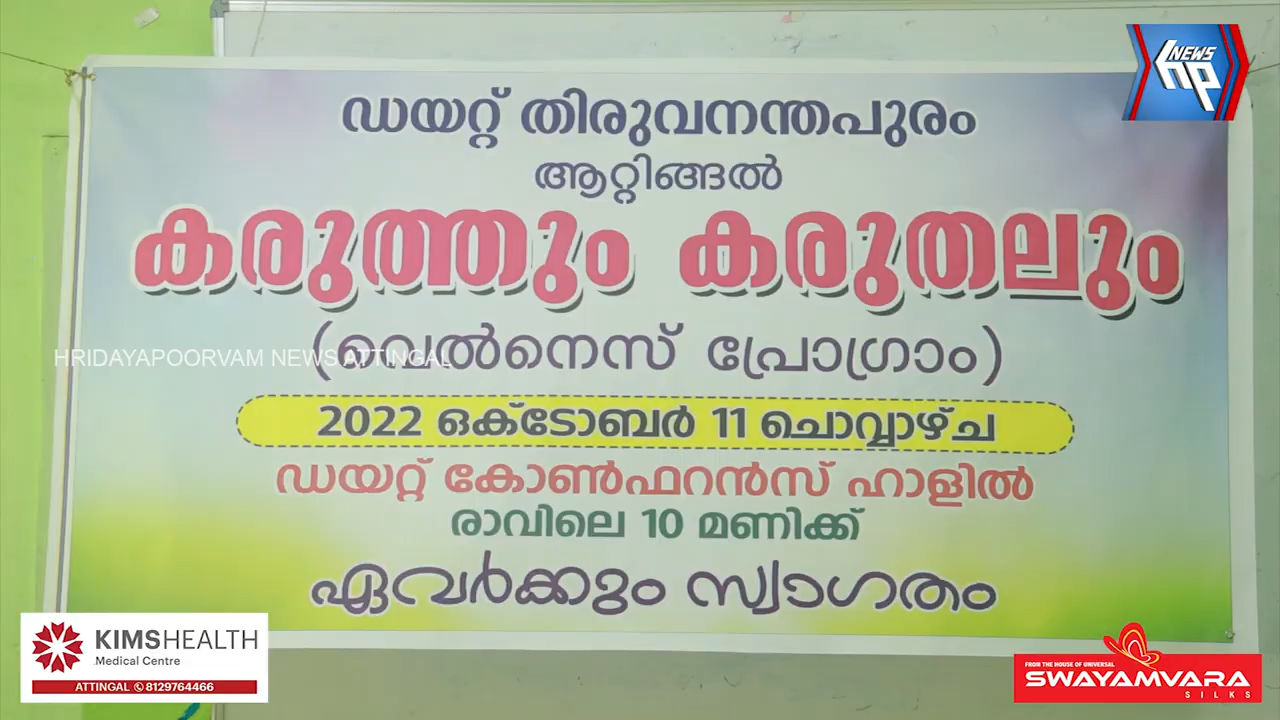 NEWS
hp
ഡയറ്റ് തിരുവനന്തപുരം
ആറ്റിങ്ങൽ
കരുത്തും കരുതലും
(വെൽനെസ് പ്രോഗ്രാം)
HRIDAYAPOORVAM NEWS ATTINGAL
2022 ഒക്ടോബർ 11 ചൊവ്വാഴ്ച
ഡയറ്റ് കോൺഫറൻസ് ഹാളിൽ
രാവിലെ 10 മണിക്ക്
ഏവർക്കും സ്വാഗതം
KIMSHEALTH
Medical Centre
ATTINGAL 8129764466
FROM THE HOUSE OF UNIVERSAL
SWAYAMVARA
SILKS